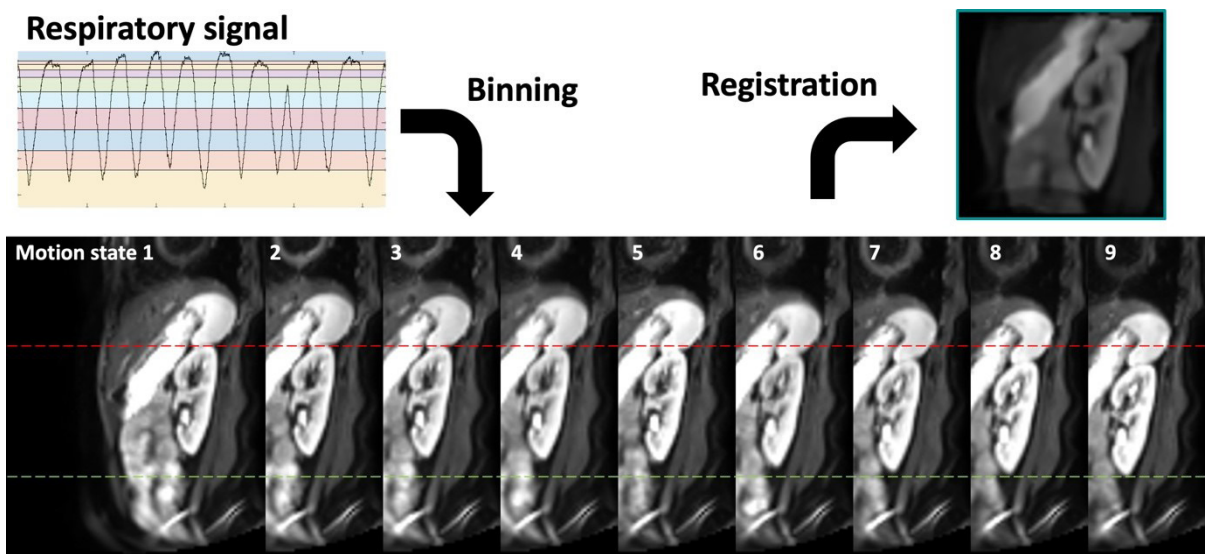 Respiratory signal
Binning
Registration
Motion state 1 2 3 4 5 6 7 8 9